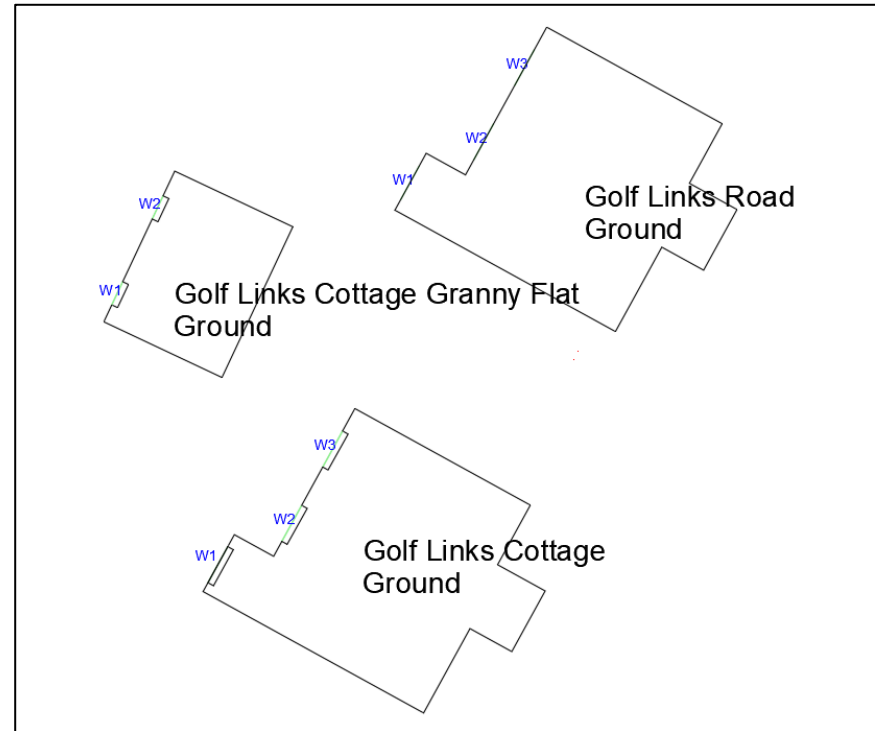 W3
W2
W1
Golf Links Road
Ground
W2
W1
Golf Links Cottage Granny Flat
Ground
W3
W2
W1
Golf Links Cottage
Ground